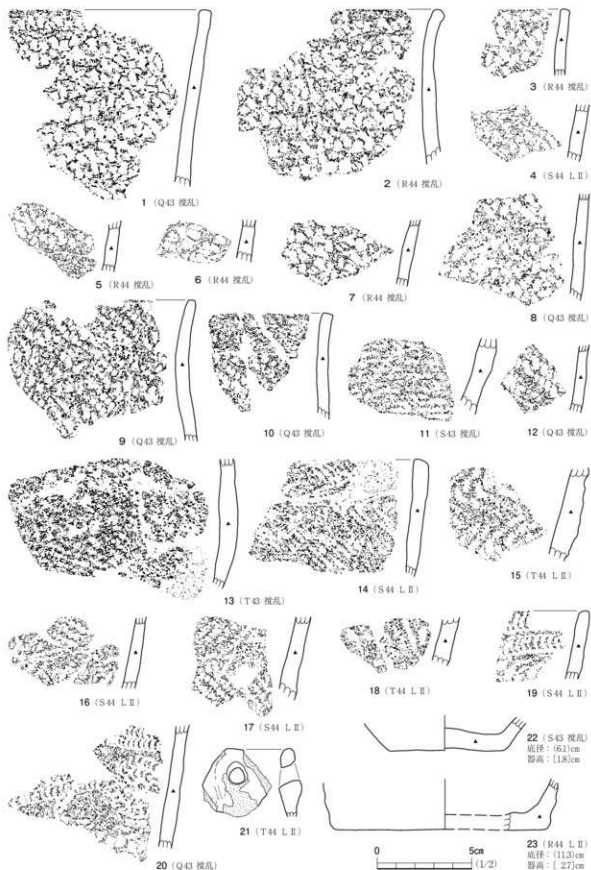 1 (Q43 撹乱)
2 (R44 撹乱)
3 (R44 撹乱)
4 (S44 LⅡ)
5 (R44 撹乱)
6 (R44 撹乱)
7 (R44 撹乱)
8 (Q43 撹乱)
9 (Q43 撹乱)
10 (Q43 撹乱)
11 (S43 撹乱)
12 (Q43 撹乱)
13 (T43 撹乱)
14 (S44 LⅡ)
15 (T44 LⅡ)
16 (S44 LⅡ)
17 (S44 LⅡ)
18 (T44 LⅡ)
19 (S44 LⅡ)
20 (Q43 撹乱)
21 (T44 LⅡ)
22 (S43 撹乱)
底径：(6.1)cm
器高：[1.8]cm
23 (R44 LⅡ)
底径：(11.3)cm
器高：[ 2.7]cm
0 5cm
(1/2)